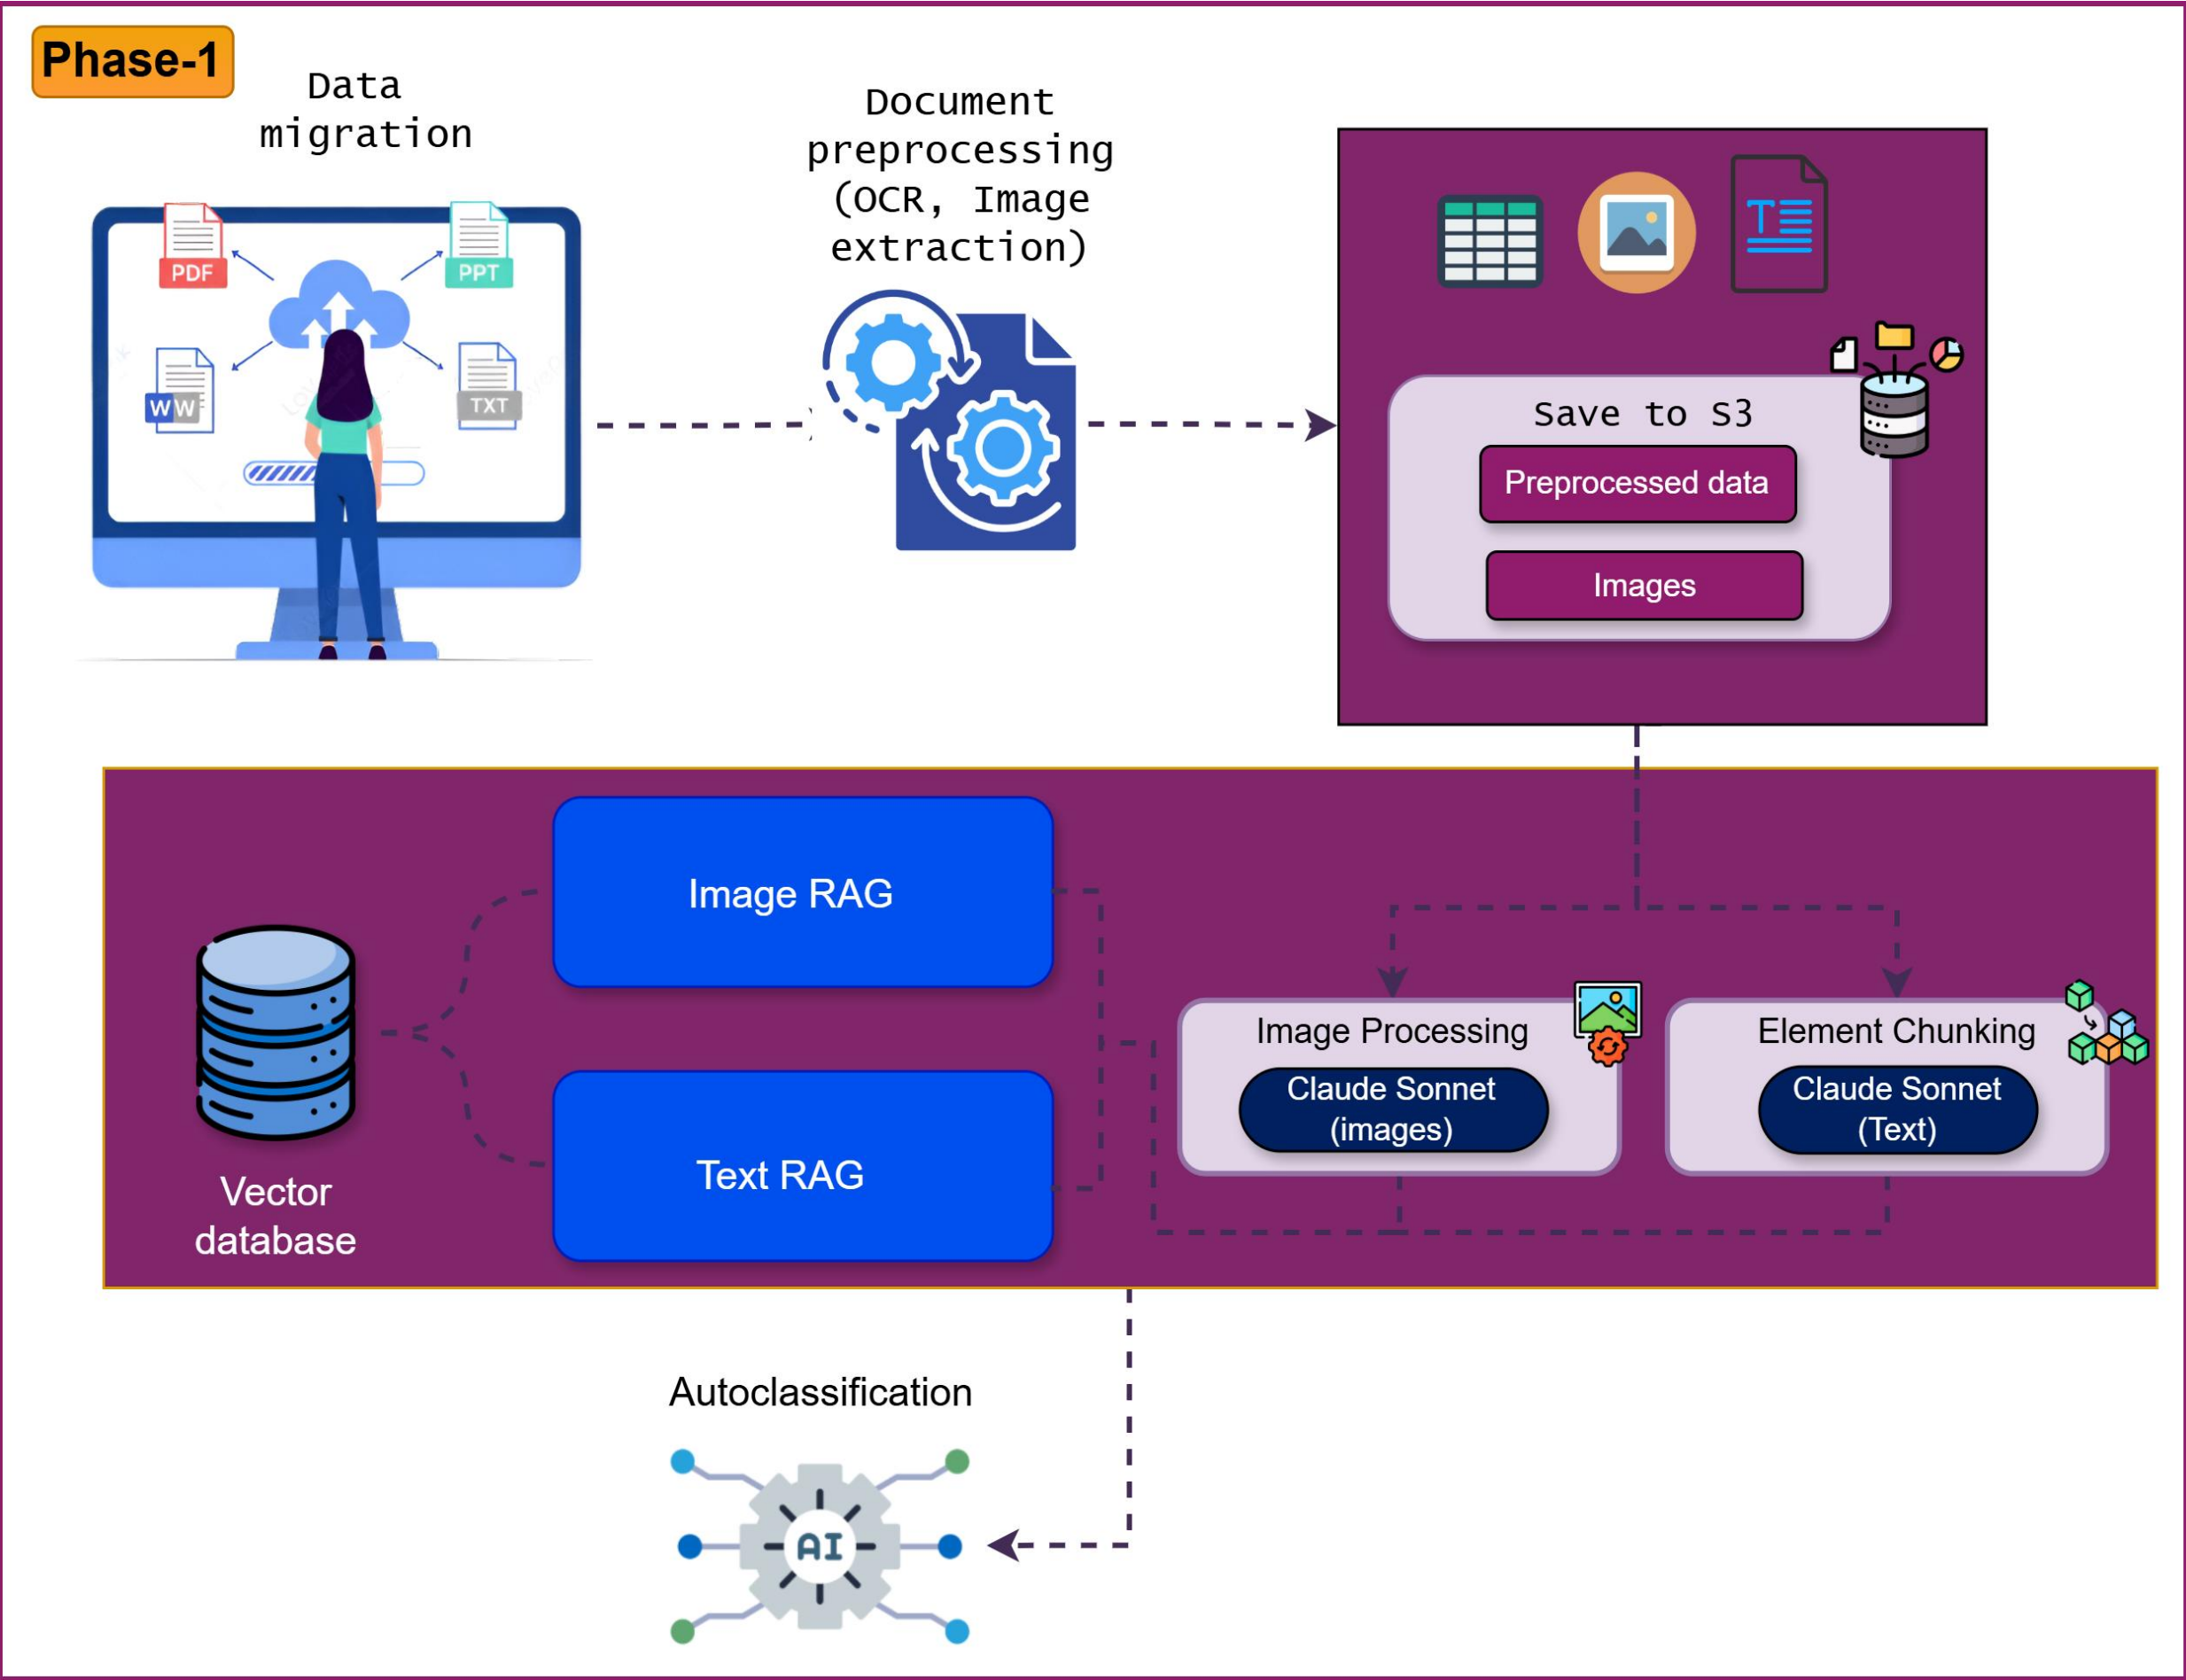 Phase-1
Data
migration
PDF
PPT
W W
TXT
Document
preprocessing
(OCR, Image
extraction)
T
Save to S3
Preprocessed data
Images
Image RAG
Text RAG
Vector
database
Image Processing
Claude Sonnet
(images)
Element Chunking
Claude Sonnet
(Text)
Autoclassification
AI